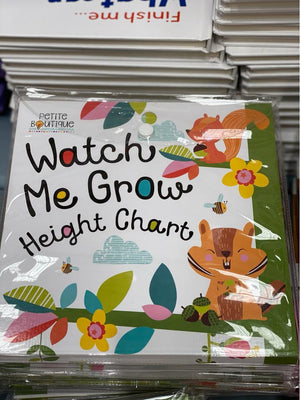 Finish me...
PETITE
BOUTIQUE
Watch
Me Grow
Height Chart